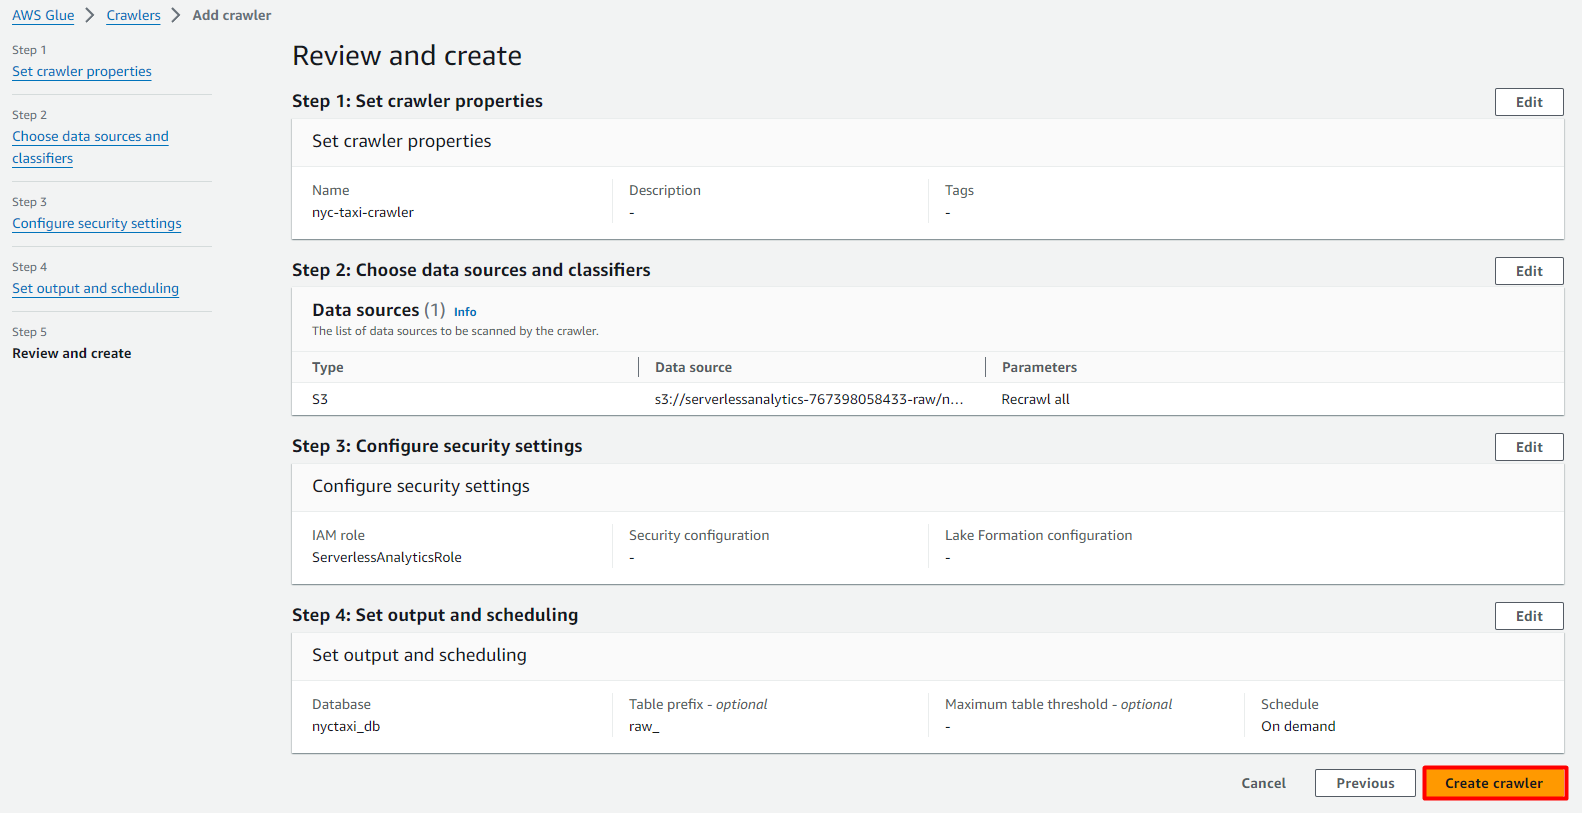 AWS Glue > Crawlers > Add crawler
Step 1
Set crawler properties
Step 2
Choose data sources and
classifiers
Step 3
Configure security settings
Step 4
Set output and scheduling
Step 5
Review and create
Review and create
Step 1: Set crawler properties
Edit
Set crawler properties
Name
Description
Tags
nyc-taxi-crawler
-
-
Step 2: Choose data sources and classifiers
Edit
Data sources (1) Info
The list of data sources to be scanned by the crawler.
Type
Data source
Parameters
S3
s3://serverlessanalytics-767398058433-raw/n...
Recrawl all
Step 3: Configure security settings
Edit
Configure security settings
IAM role
Security configuration
Lake Formation configuration
ServerlessAnalyticsRole
-
-
Step 4: Set output and scheduling
Edit
Set output and scheduling
Database
Table prefix - optional
Maximum table threshold - optional
Schedule
nyctaxi_db
raw_
-
On demand
Cancel
Previous
Create crawler